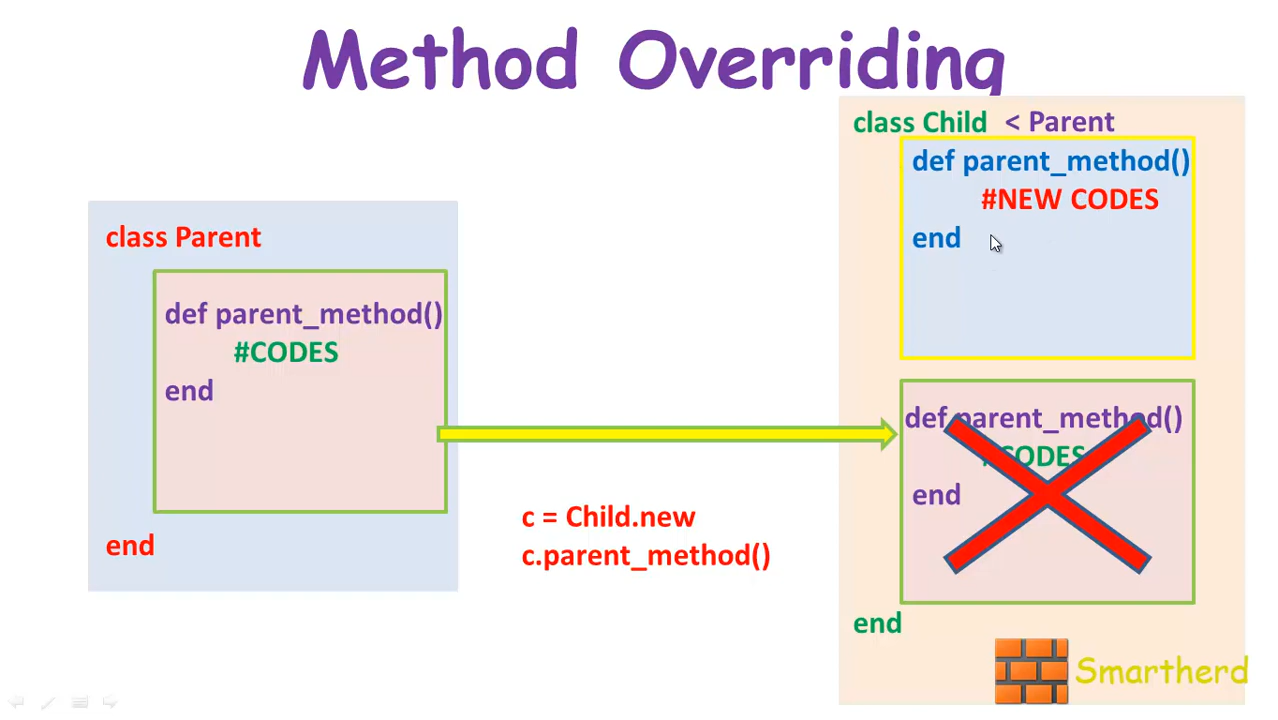 Method Overriding
class Parent
def parent_method()
#CODES
end
end
c = Child.new
c.parent_method()
class Child < Parent
def parent_method()
#NEW CODES
end
def parent_method()
#CODES
end
end
Smartherd